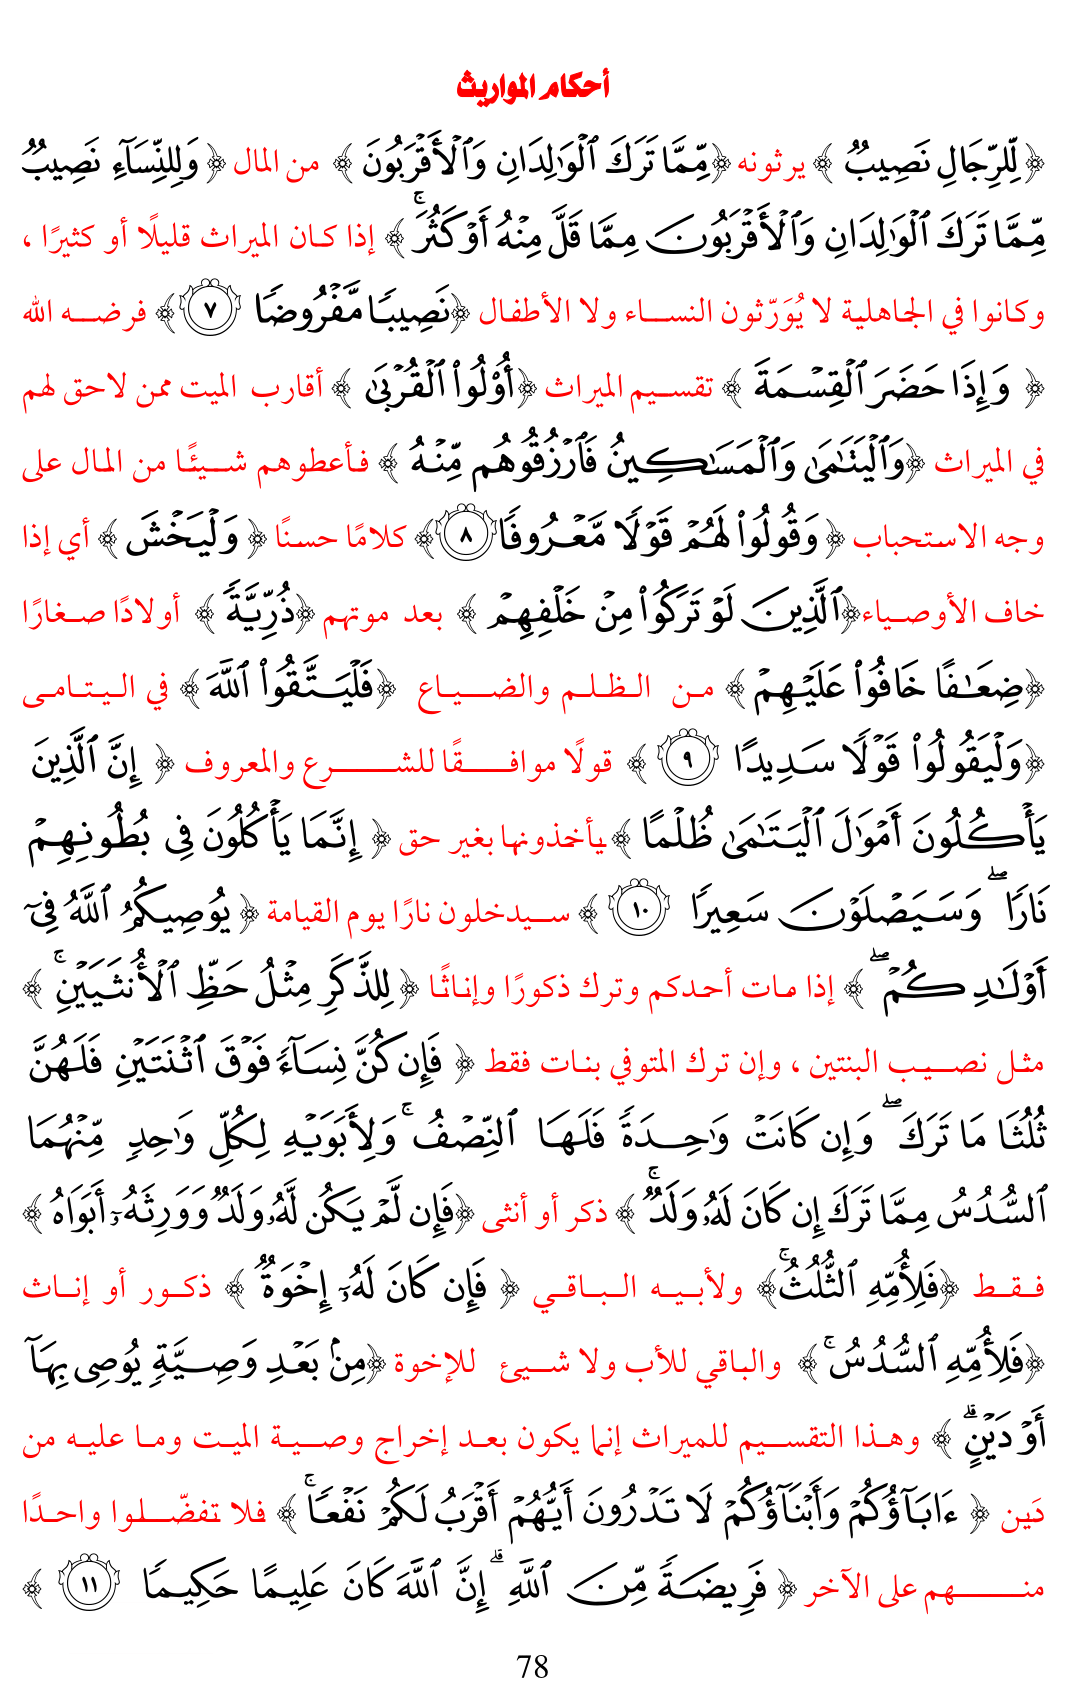 أحكام المواريث
﴿ لِّلرِّجَالِ نَصِيبٌ ﴾ يرثونه ﴿مِّمَّا تَرَكَ ٱلۡوَٰلِدَانِ وَٱلۡأَقۡرَبُونَ ﴾ من المال ﴿ وَلِلنِّسَآءِ نَصِيبٌ
مِّمَّا تَرَكَ ٱلۡوَٰلِدَانِ وَٱلۡأَقۡرَبُونَ مِمَّا قَلَّ مِنۡهُ أَوۡ كَثُرَۚ ﴾ إذا كان الميراث قليلًا أو كثيرًا ،
وكانوا في الجاهلية لا يُوَرّثون النساء ولا الأطفال ﴿نَصِيبٗا مَّفۡرُوضٗا ٧﴾ فرضه الله
﴿ وَإِذَا حَضَرَ ٱلۡقِسۡمَةَ ﴾ تقسيم الميراث ﴿أُوْلُواْ ٱلۡقُرۡبَىٰ ﴾ أقارب الميت ممن لاحق لهم
في الميراث ﴿وَٱلۡيَتَٰمَىٰ وَٱلۡمَسَٰكِينُ فَٱرۡزُقُوهُم مِّنۡهُ ﴾ فأعطوهم شيئًا من المال على
وجه الاستحباب ﴿ وَقُولُواْ لَهُمۡ قَوۡلٗا مَّعۡرُوفٗا ٨﴾ كلامًا حسنًا ﴿ وَلۡيَخۡشَ ﴾ أي إذا
خاف الأوصياء﴿ٱلَّذِينَ لَوۡ تَرَكُواْ مِنۡ خَلۡفِهِمۡ ﴾ بعد موتهم ﴿ذُرِّيَّةٗ ﴾ أولادًا صغارًا
﴿ضِعَٰفًا خَافُواْ عَلَيۡهِمۡ ﴾ من الظلم والضياع ﴿فَلۡيَتَّقُواْ ٱللَّهَ ﴾ في اليتامى
﴿وَلۡيَقُولُواْ قَوۡلٗا سَدِيدًا ٩ ﴾ قولًا موافقًا للشرع والمعروف ﴿ إِنَّ ٱلَّذِينَ
يَأۡكُلُونَ أَمۡوَٰلَ ٱلۡيَتَٰمَىٰ ظُلۡمًا ﴾ يأخذونها بغير حق ﴿ إِنَّمَا يَأۡكُلُونَ فِي بُطُونِهِمۡ
نَارٗاۖ وَسَيَصۡلَوۡنَ سَعِيرٗا ١٠ ﴾ سيدخلون نارًا يوم القيامة ﴿ يُوصِيكُمُ ٱللَّهُ فِيٓ
أَوۡلَٰدِكُمۡۖ ﴾ إذا مات أحدكم وترك ذكورًا وإناثًا ﴿ لِلذَّكَرِ مِثۡلُ حَظِّ ٱلۡأُنثَيَيۡنِۚ ﴾
مثل نصيب البنتين ، وإن ترك المتوفي بنات فقط ﴿ فَإِن كُنَّ نِسَآءٗ فَوۡقَ ٱثۡنَتَيۡنِ فَلَهُنَّ
ثُلُثَا مَا تَرَكَۖ وَإِن كَانَتۡ وَٰحِدَةٗ فَلَهَا ٱلنِّصۡفُۚ وَلِأَبَوَيۡهِ لِكُلِّ وَٰحِدٖ مِّنۡهُمَا
ٱلسُّدُسُ مِمَّا تَرَكَ إِن كَانَ لَهُۥ وَلَدٞۚ ﴾ ذكر أو أنثى ﴿فَإِن لَّمۡ يَكُن لَّهُۥ وَلَدٞ وَوَرِثَهُۥٓ أَبَوَاهُ ﴾
فقط ﴿فَلِأُمِّهِ ٱلثُّلُثُۚ﴾ ولأبيه الباقي ﴿ فَإِن كَانَ لَهُۥٓ إِخۡوَةٞ ﴾ ذكور أو إناث
﴿فَلِأُمِّهِ ٱلسُّدُسُۚ ﴾ والباقي للأب ولا شيئ للإخوة ﴿مِنۢ بَعۡدِ وَصِيَّةٖ يُوصِي بِهَآ
أَوۡ دَيۡنٍۗ ﴾ وهذا التقسيم للميراث إنما يكون بعد إخراج وصية الميت وما عليه من
دَين ﴿ ءَابَآؤُكُمۡ وَأَبۡنَآؤُكُمۡ لَا تَدۡرُونَ أَيُّهُمۡ أَقۡرَبُ لَكُمۡ نَفۡعٗاۚ ﴾ فلا تفضّلوا واحدًا
منهم على الآخر ﴿ فَرِيضَةٗ مِّنَ ٱللَّهِۗ إِنَّ ٱللَّهَ كَانَ عَلِيمًا حَكِيمٗا ١١ ﴾
78